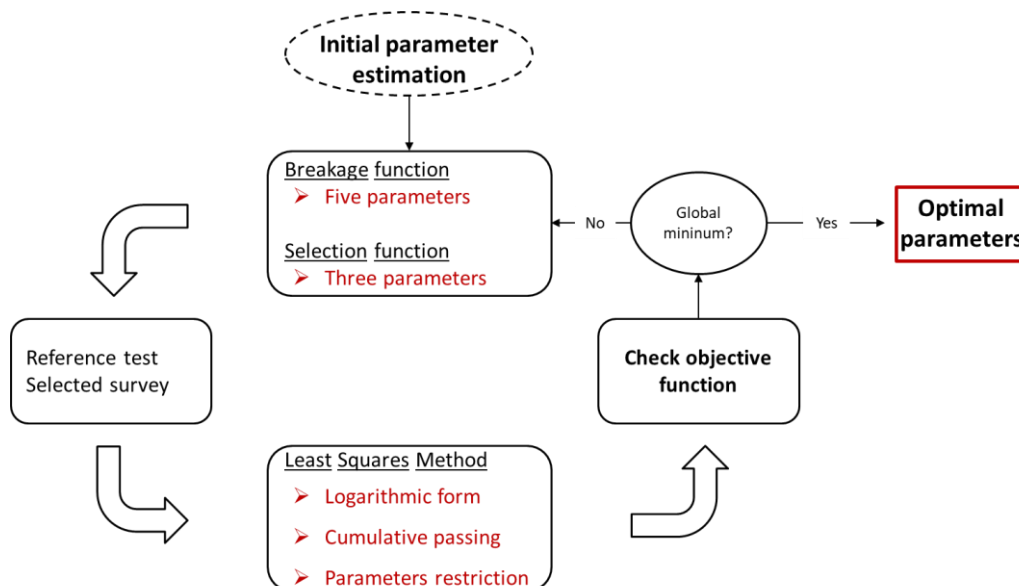 Initial parameter
estimation
Breakage function
➢ Five parameters
Selection function
➢ Three parameters
No
Global
mininum?
Yes
Optimal
parameters
Reference test
Selected survey
Check objective
function
Least Squares Method
➢ Logarithmic form
➢ Cumulative passing
➢ Parameters restriction